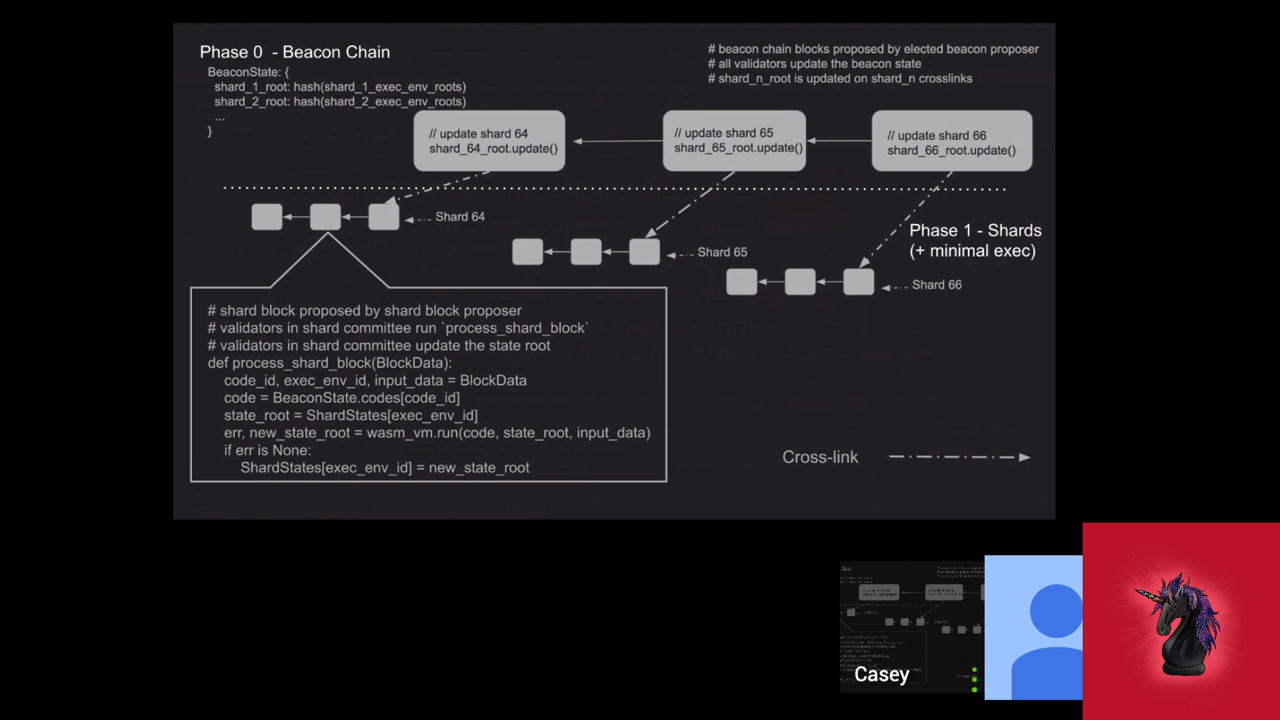 Phase 0 - Beacon Chain
BeaconState: {
shard_1_root: hash(shard_1_exec_env_roots)
shard_2_root: hash(shard_2_exec_env_roots)
...
}
# beacon chain blocks proposed by elected beacon proposer
# all validators update the beacon state
# shard_n_root is updated on shard_n crosslinks
// update shard 64
shard_64_root.update()
// update shard 65
shard_65_root.update()
// update shard 66
shard_66_root.update()
Shard 64
Shard 65
Shard 66
Phase 1 - Shards
(+ minimal exec)
# shard block proposed by shard block proposer
# validators in shard committee run `process_shard_block`
# validators in shard committee update the state root
def process_shard_block(BlockData):
code_id, exec_env_id, input_data = BlockData
code = BeaconState.codes[code_id]
state_root = ShardStates[exec_env_id]
err, new_state_root = wasm_vm.run(code, state_root, input_data)
if err is None:
ShardStates[exec_env_id] = new_state_root
Cross-link
Casey